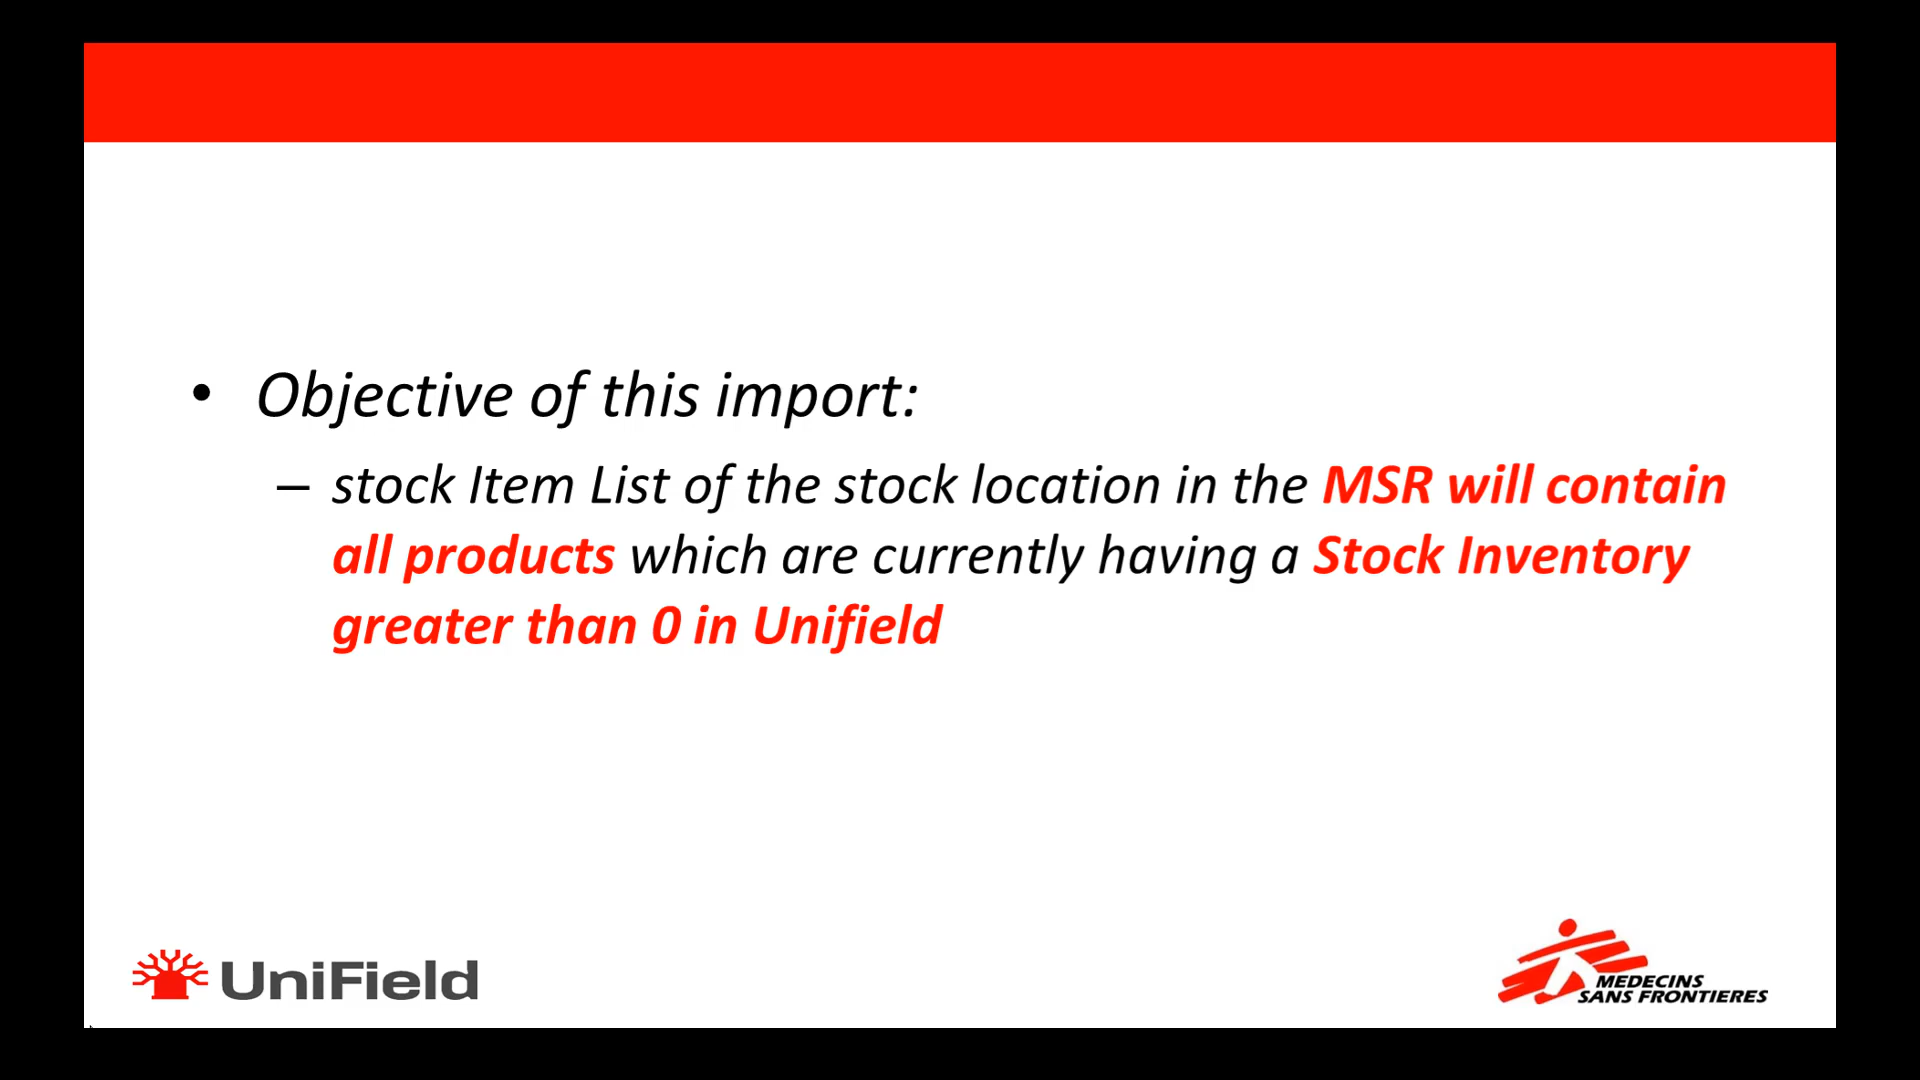 • Objective of this import:
– stock Item List of the stock location in the MSR will contain
all products which are currently having a Stock Inventory
greater than 0 in Unifield
UniField
MEDECINS
SANS FRONTIERES